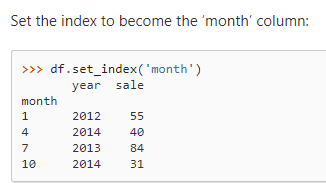 Set the index to become the 'month' column:
>>> df.set_index('month')
year sale
month
1 2012 55
4 2014 40
7 2013 84
10 2014 31